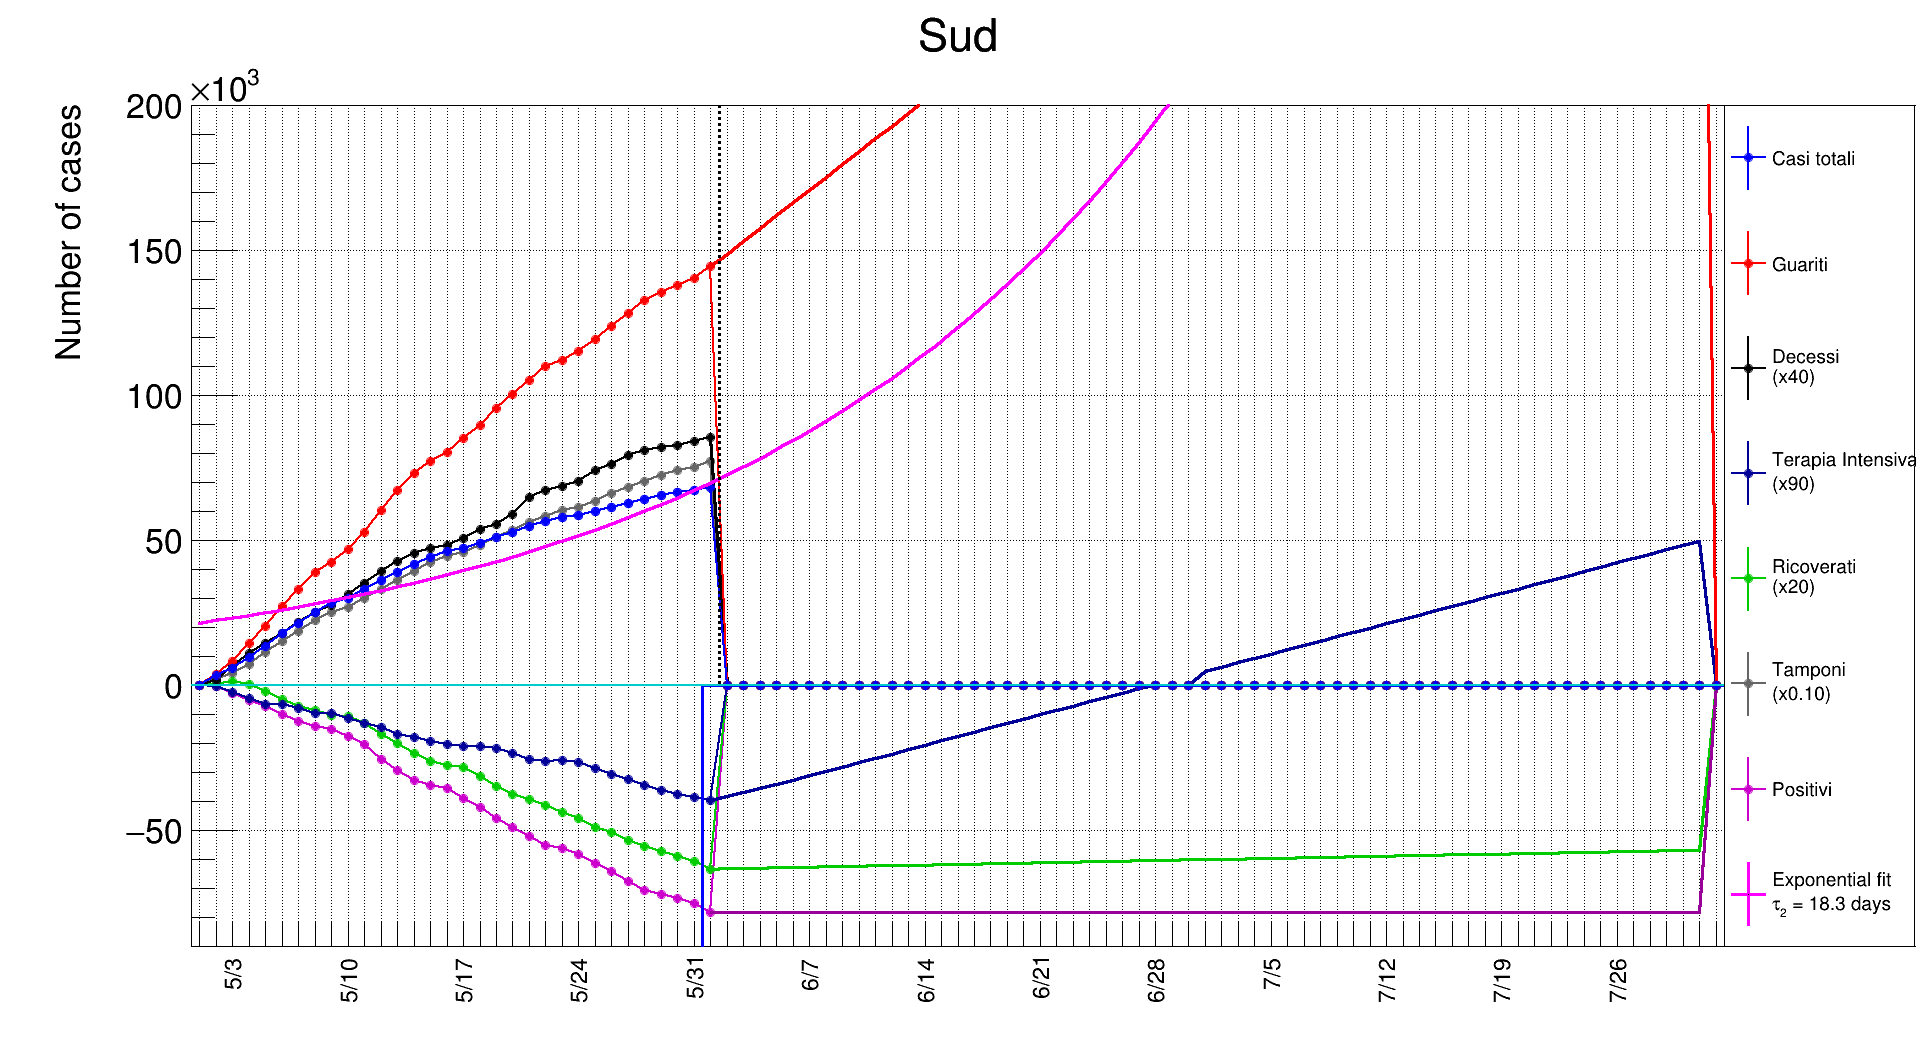 Sud
×10³
Number of cases
200
150
100
50
0
−50
5/3
5/10
5/17
5/24
5/31
6/7
6/14
6/21
6/28
7/5
7/12
7/19
7/26
Casi totali
Guariti
Decessi
(x40)
Terapia Intensiva
(x90)
Ricoverati
(x20)
Tamponi
(x0.10)
Positivi
Exponential fit
τ₂ = 18.3 days